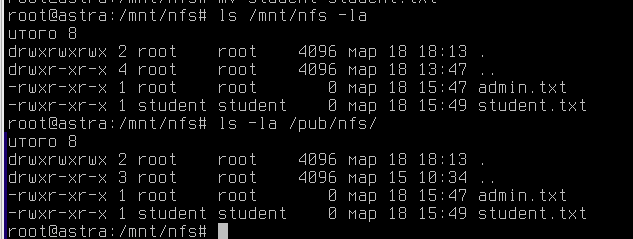 root@astra:/mnt/nfs# mv student student.txt
root@astra:/mnt/nfs# ls /mnt/nfs -la
итого 8
drwxrwxrwx 2 root    root    4096 мар 18 18:13 .
drwxr-xr-x 4 root    root    4096 мар 18 13:47 ..
-rwxr-xr-x 1 root    root       0 мар 18 15:47 admin.txt
-rwxr-xr-x 1 student student    0 мар 18 15:49 student.txt
root@astra:/mnt/nfs# ls -la /pub/nfs/
итого 8
drwxrwxrwx 2 root    root    4096 мар 18 18:13 .
drwxr-xr-x 3 root    root    4096 мар 15 10:34 ..
-rwxr-xr-x 1 root    root       0 мар 18 15:47 admin.txt
-rwxr-xr-x 1 student student    0 мар 18 15:49 student.txt
root@astra:/mnt/nfs#